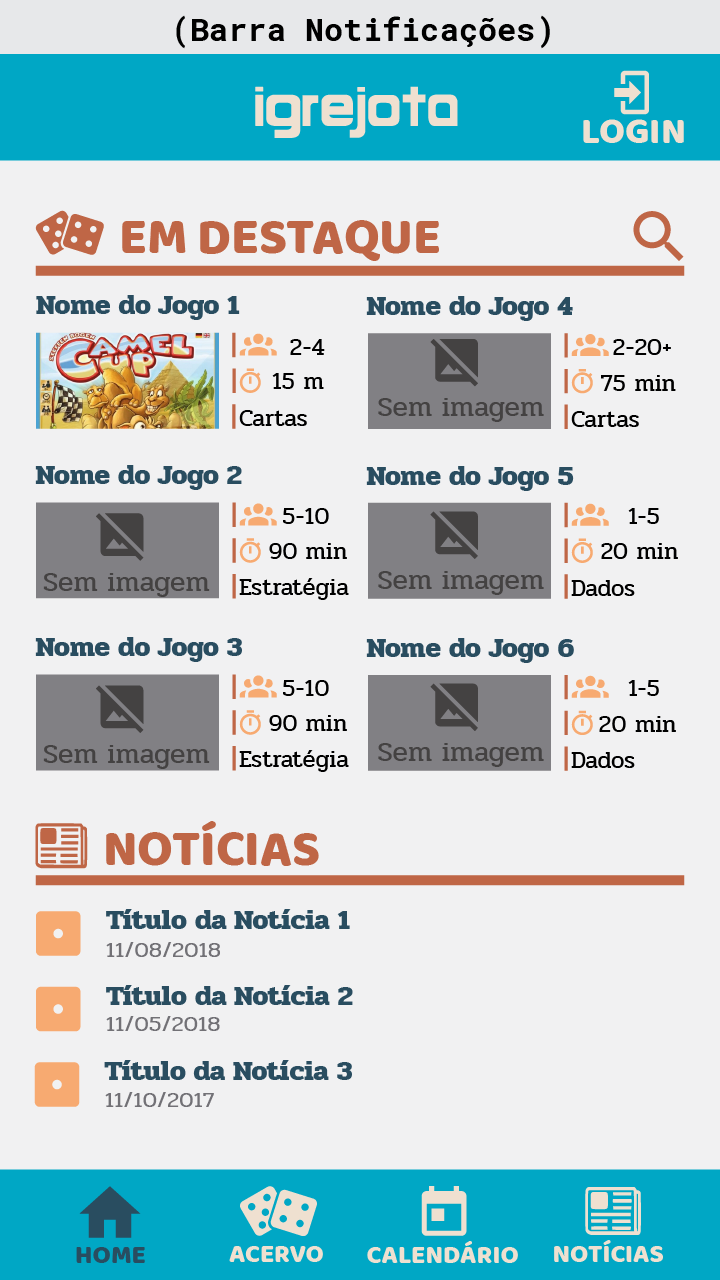 (Barra Notificações)
igrejota
LOGIN
EM DESTAQUE
Nome do Jogo 1
CAMEL
UP
2-4
15 m
Cartas
Nome do Jogo 4
Sem imagem
2-20+
75 min
Cartas
Nome do Jogo 2
Sem imagem
5-10
90 min
Estratégia
Nome do Jogo 5
Sem imagem
1-5
20 min
Dados
Nome do Jogo 3
Sem imagem
5-10
90 min
Estratégia
Nome do Jogo 6
Sem imagem
1-5
20 min
Dados
NOTÍCIAS
Título da Notícia 1
11/08/2018
Título da Notícia 2
11/05/2018
Título da Notícia 3
11/10/2017
HOME
ACERVO
CALENDÁRIO
NOTÍCIAS